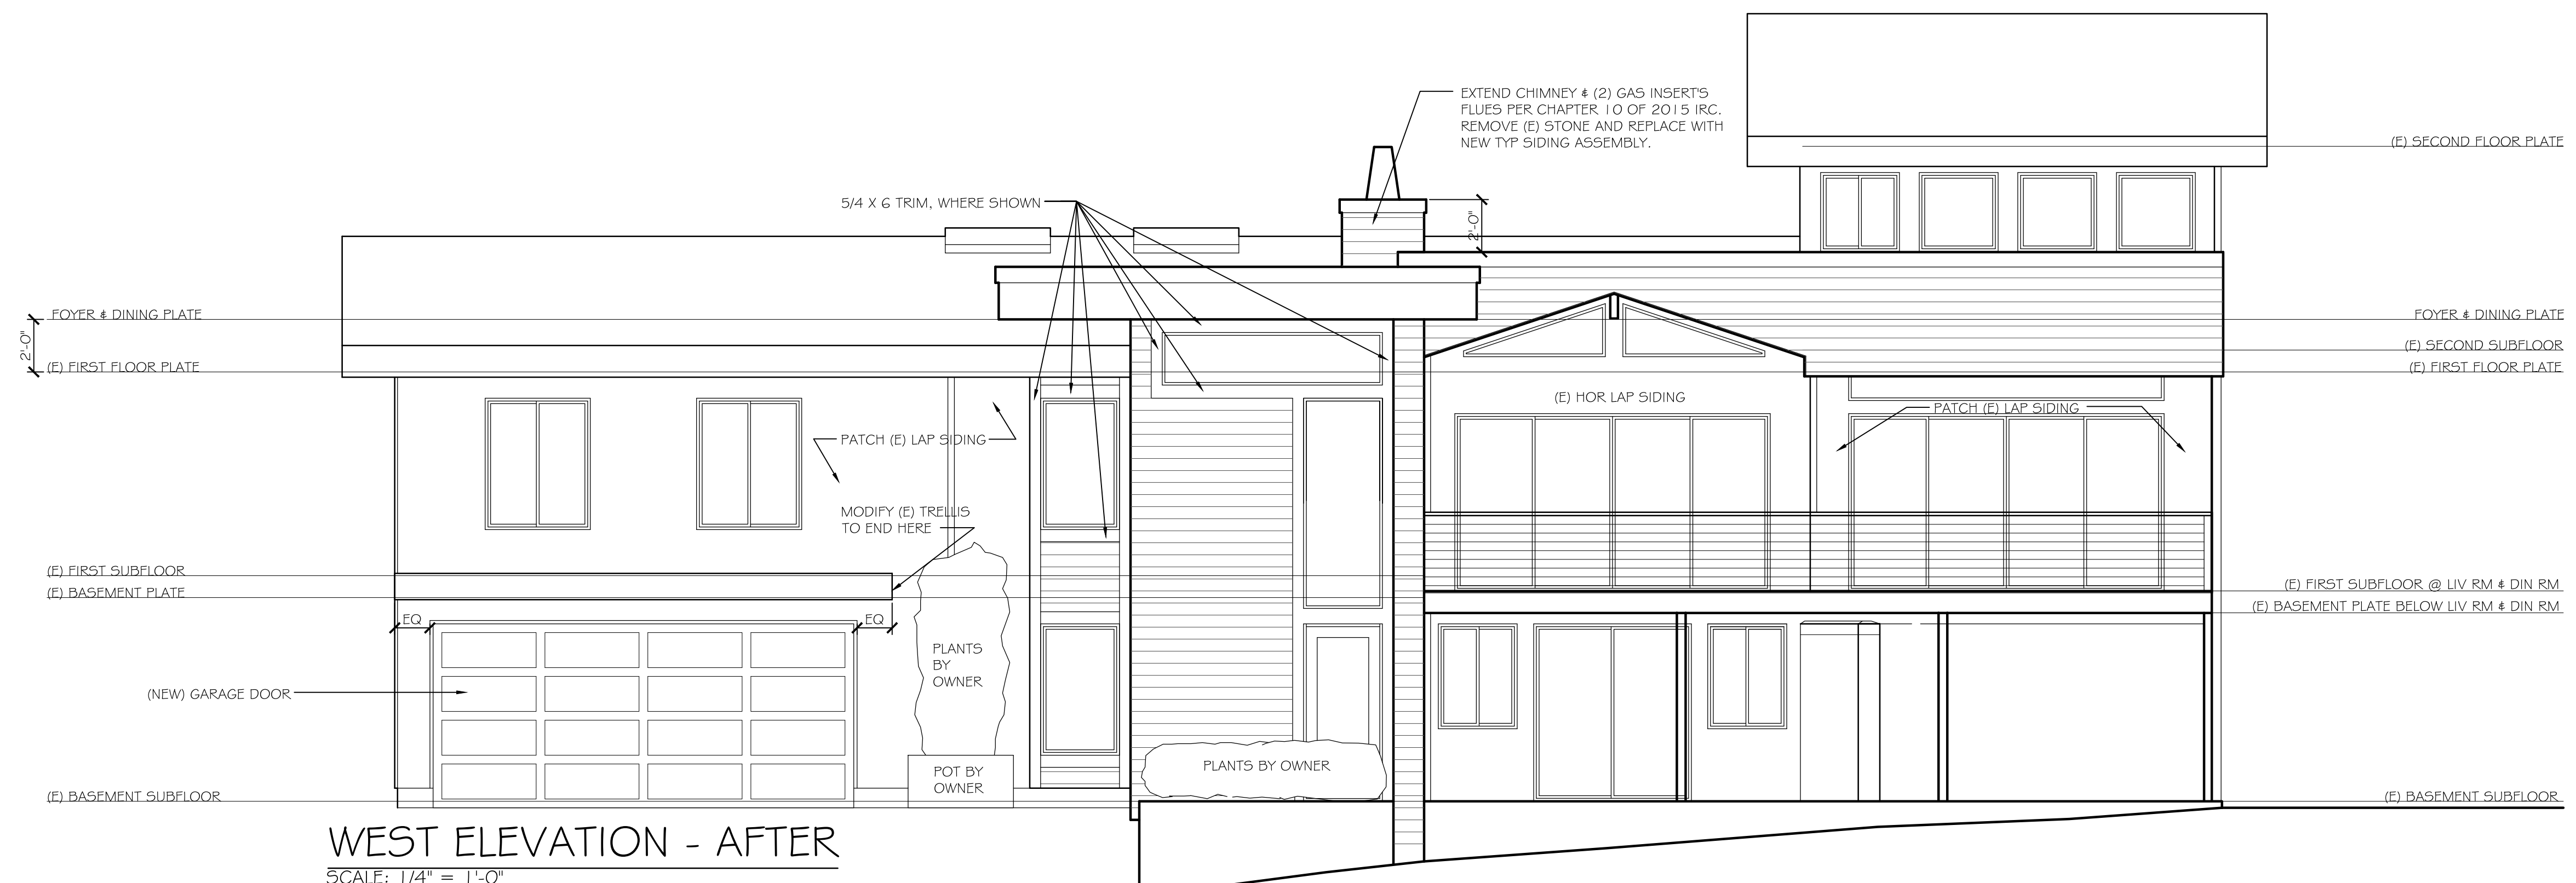 EXTEND CHIMNEY & (2) GAS INSERT'S
FLUES PER CHAPTER 10 OF 2015 IRC.
REMOVE (E) STONE AND REPLACE WITH
NEW TYP SIDING ASSEMBLY.
(E) SECOND FLOOR PLATE
5/4 X 6 TRIM, WHERE SHOWN
2'-0"
FOYER & DINING PLATE
FOYER & DINING PLATE
2'-0"
(E) SECOND SUBFLOOR
(E) FIRST FLOOR PLATE
(E) FIRST FLOOR PLATE
(E) HOR LAP SIDING
PATCH (E) LAP SIDING
PATCH (E) LAP SIDING
MODIFY (E) TRELLIS
TO END HERE
(E) FIRST SUBFLOOR
(E) FIRST SUBFLOOR @ LIV RM & DIN RM
(E) BASEMENT PLATE
(E) BASEMENT PLATE BELOW LIV RM & DIN RM
EQ
EQ
PLANTS
BY
OWNER
(NEW) GARAGE DOOR
POT BY
OWNER
PLANTS BY OWNER
(E) BASEMENT SUBFLOOR
(E) BASEMENT SUBFLOOR
WEST ELEVATION - AFTER
SCALE: 1/4" = 1'-0"